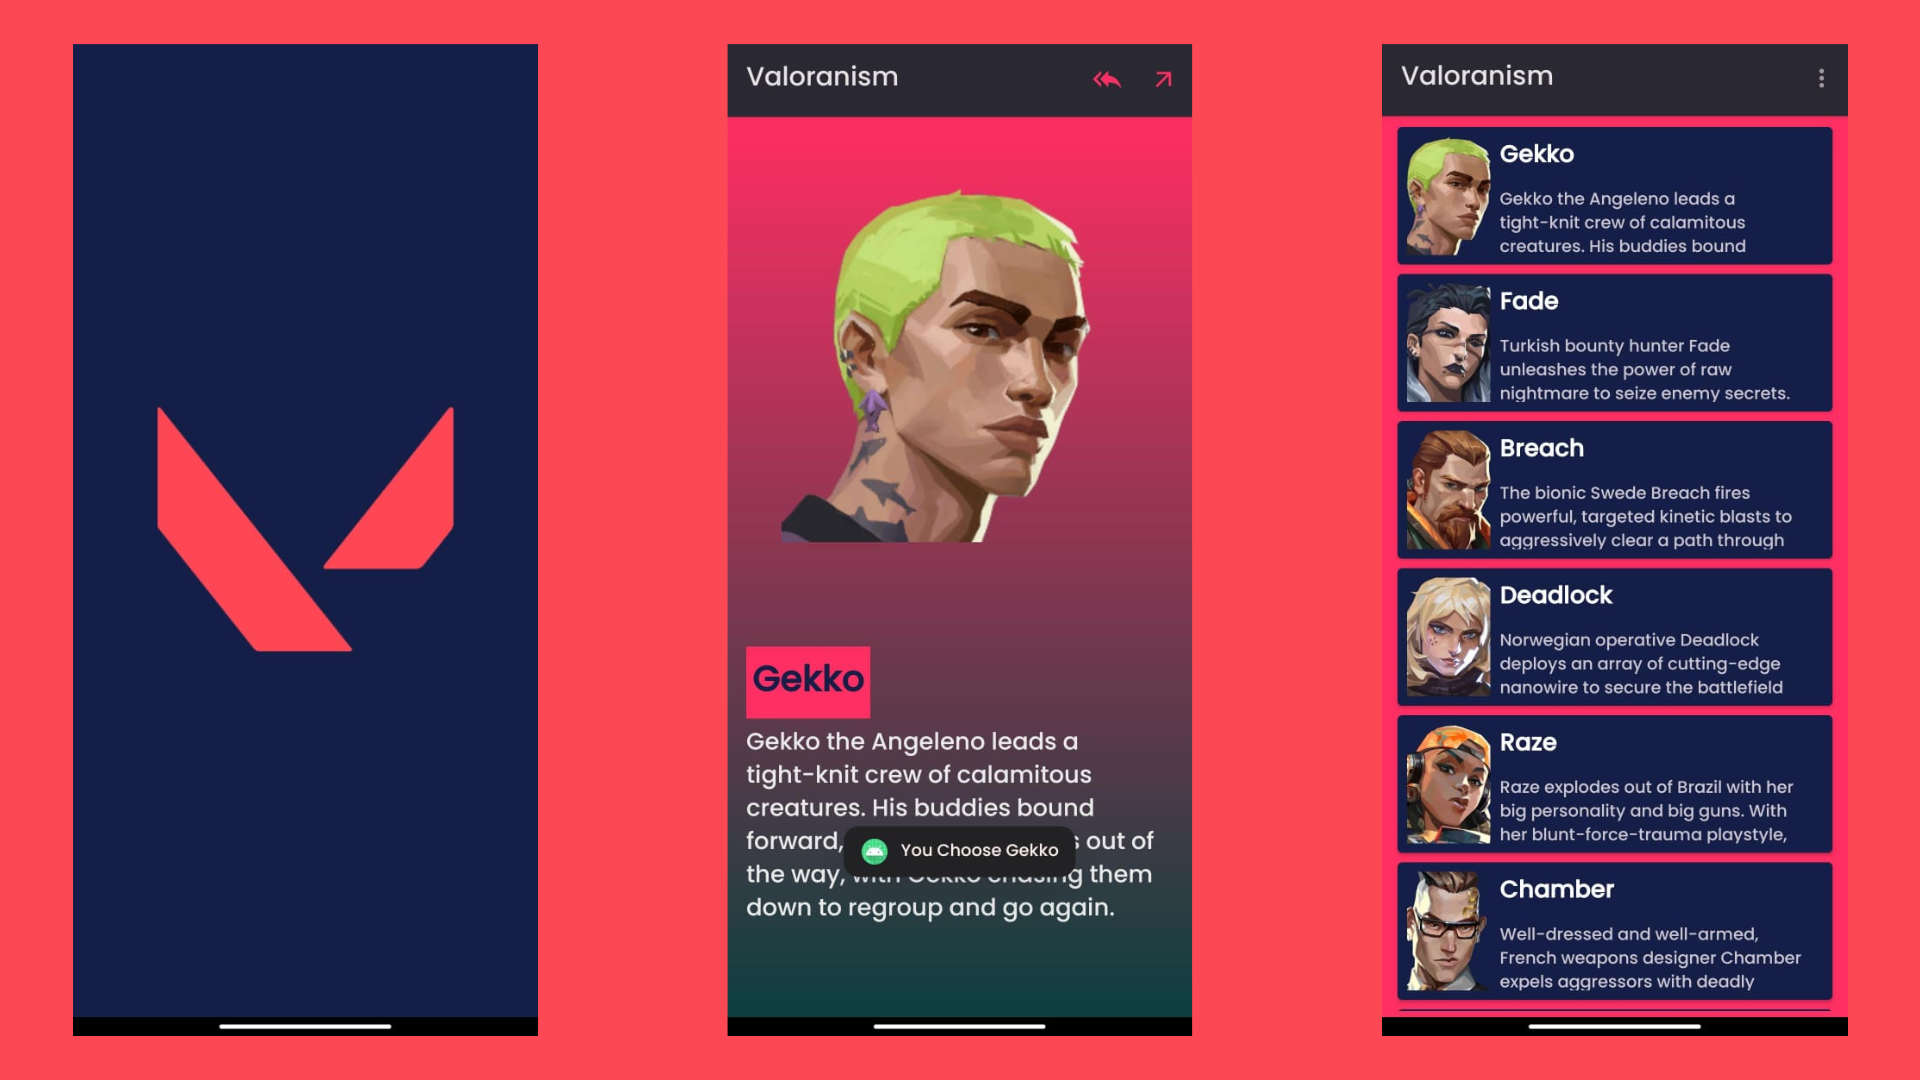 Valoranism
Gekko
Gekko the Angeleno leads a
tight-knit crew of calamitous
creatures. His buddies bound
forward, out of
the way, them
down to regroup and go again.
You Choose Gekko
Valoranism
Gekko
Gekko the Angeleno leads a
tight-knit crew of calamitous
creatures. His buddies bound
Fade
Turkish bounty hunter Fade
unleashes the power of raw
nightmare to seize enemy secrets.
Breach
The bionic Swede Breach fires
powerful, targeted kinetic blasts to
aggressively clear a path through
Deadlock
Norwegian operative Deadlock
deploys an array of cutting-edge
nanowire to secure the battlefield
Raze
Raze explodes out of Brazil with her
big personality and big guns. With
her blunt-force-trauma playstyle,
Chamber
Well-dressed and well-armed,
French weapons designer Chamber
expels aggressors with deadly